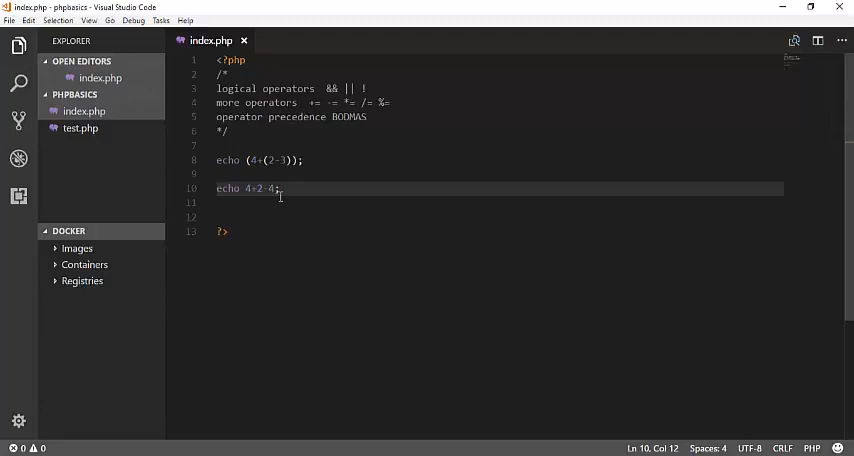 index.php - phpbasics - Visual Studio Code
File Edit Selection View Go Debug Tasks Help
EXPLORER
OPEN EDITORS
index.php
PHPBASICS
index.php
test.php
DOCKER
Images
Containers
Registries
index.php
1 <?php
2 /*
3 logical operators && || !
4 more operators += -= *= /= %=
5 operator precedence BODMAS
6 */
7
8 echo (4+(2-3));
9
10 echo 4+2-4;
11
12
13 ?>
0 0
Ln 10, Col 12 Spaces: 4 UTF-8 CRLF PHP